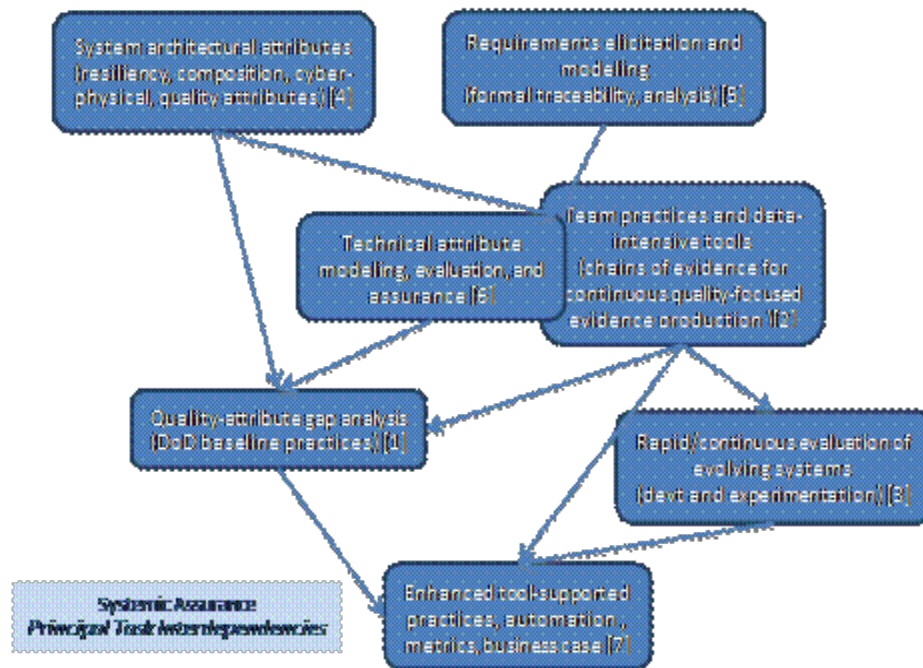 System architectural attributes
(resiliency, composition, cyber-
physical, quality attributes) [4]
Requirements elicitation and
modelling
(formal traceability, analysis) [5]
Technical attribute
modelling, evaluation, and
assurance [6]
Team practices and data-
intensive tools
(chains of evidence for
continuous quality-focused
evidence production ) [2]
Quality-attribute gap analysis
(DoD baseline practices) [1]
Rapid/continuous evaluation of
evolving systems
(devt and experimentation) [3]
Enhanced tool-supported
practices, automation ,
metrics, business case [7]
Systemic Assurance
Principal Task Interdependencies